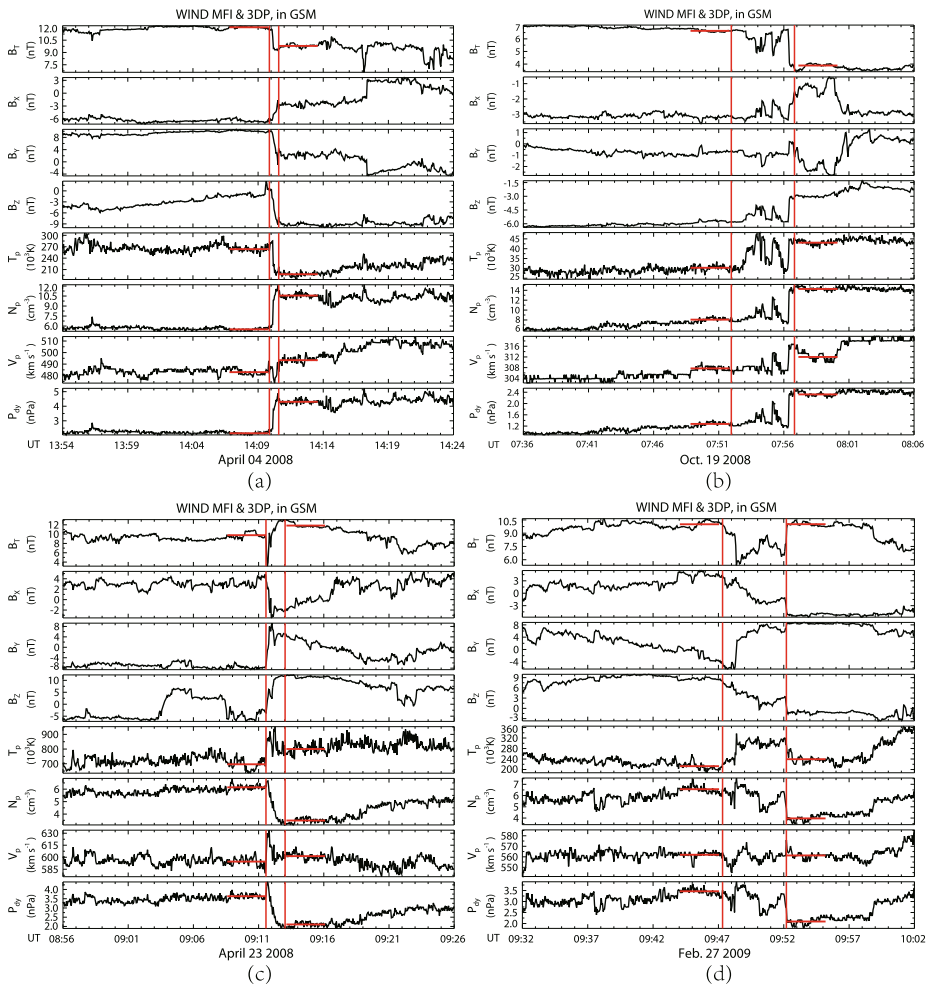 WIND MFI & 3DP, in GSM
B_T (nT)
12.0
10.5
9.0
7.5
B_X (nT)
3
0
-3
-6
B_Y (nT)
8
4
0
-4
B_Z (nT)
0
-3
-6
-9
T_p (10³K)
300
270
240
210
N_p (cm⁻³)
12.0
10.5
9.0
7.5
6.0
V_p (km s⁻¹)
510
500
490
480
P_dy (nPa)
5
4
3
UT
13:54 13:59 14:04 14:09 14:14 14:19 14:24
April 04 2008
(a)
WIND MFI & 3DP, in GSM
B_T (nT)
7
6
5
4
B_X (nT)
-1
-2
-3
B_Y (nT)
1
0
-1
-2
B_Z (nT)
-1.5
-3.0
-4.5
-6.0
T_p (10³K)
45
40
35
30
25
N_p (cm⁻³)
14
12
10
8
6
V_p (km s⁻¹)
316
312
308
304
P_dy (nPa)
2.4
1.8
1.2
UT
07:36 07:41 07:46 07:51 07:56 08:01 08:06
Oct. 19 2008
(b)
WIND MFI & 3DP, in GSM
B_T (nT)
12
10
8
6
4
B_X (nT)
4
2
0
-2
B_Y (nT)
8
4
0
-4
-8
B_Z (nT)
10
5
0
-5
T_p (10³K)
900
800
700
N_p (cm⁻³)
6
5
4
V_p (km s⁻¹)
630
615
600
585
P_dy (nPa)
4.0
3.5
3.0
2.5
2.0
UT
08:56 09:01 09:06 09:11 09:16 09:21 09:26
April 23 2008
(c)
WIND MFI & 3DP, in GSM
B_T (nT)
10.5
9.0
7.5
6.0
B_X (nT)
3
0
-3
B_Y (nT)
8
4
0
-4
B_Z (nT)
9
6
3
0
-3
T_p (10³K)
360
320
280
240
200
N_p (cm⁻³)
7
6
5
4
V_p (km s⁻¹)
580
570
560
550
540
P_dy (nPa)
3.5
3.0
2.5
2.0
UT
09:32 09:37 09:42 09:47 09:52 09:57 10:02
Feb. 27 2009
(d)